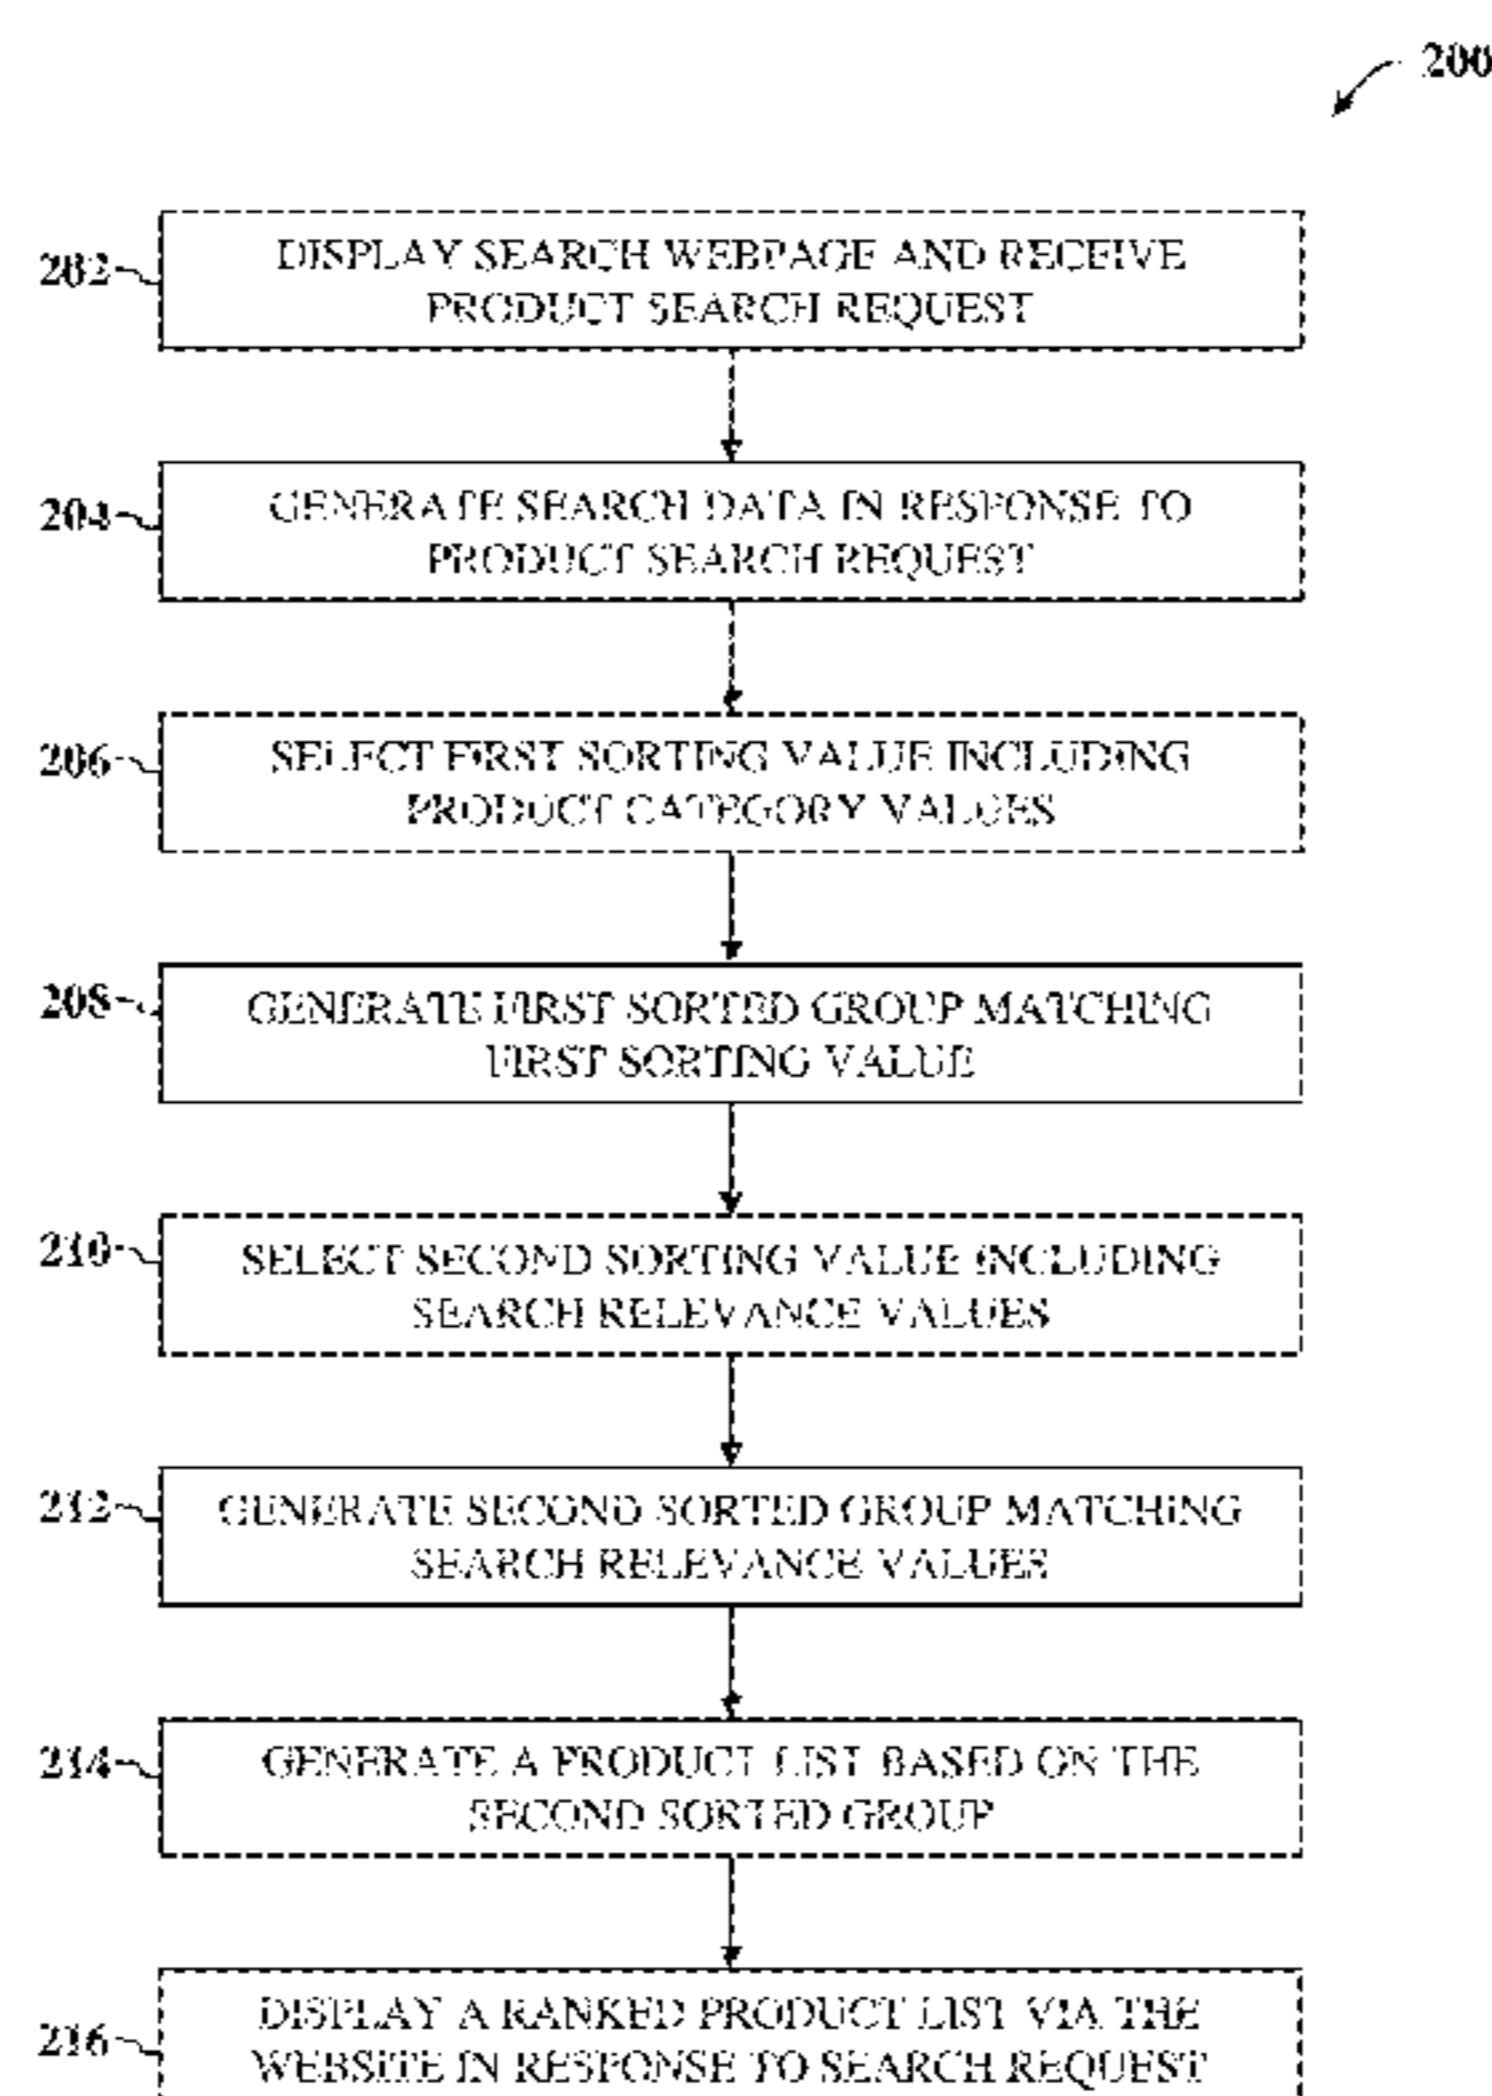 200
202
DISPLAY SEARCH WEBPAGE AND RECEIVE
PRODUCT SEARCH REQUEST
204
GENERATE SEARCH DATA IN RESPONSE TO
PRODUCT SEARCH REQUEST
206
SELECT FIRST SORTING VALUE INCLUDING
PRODUCT CATEGORY VALUES
208
GENERATE FIRST SORTED GROUP MATCHING
FIRST SORTING VALUE
210
SELECT SECOND SORTING VALUE INCLUDING
SEARCH RELEVANCE VALUES
212
GENERATE SECOND SORTED GROUP MATCHING
SEARCH RELEVANCE VALUES
214
GENERATE A PRODUCT LIST BASED ON THE
SECOND SORTED GROUP
216
DISPLAY A RANKED PRODUCT LIST VIA THE
WEBSITE IN RESPONSE TO SEARCH REQUEST